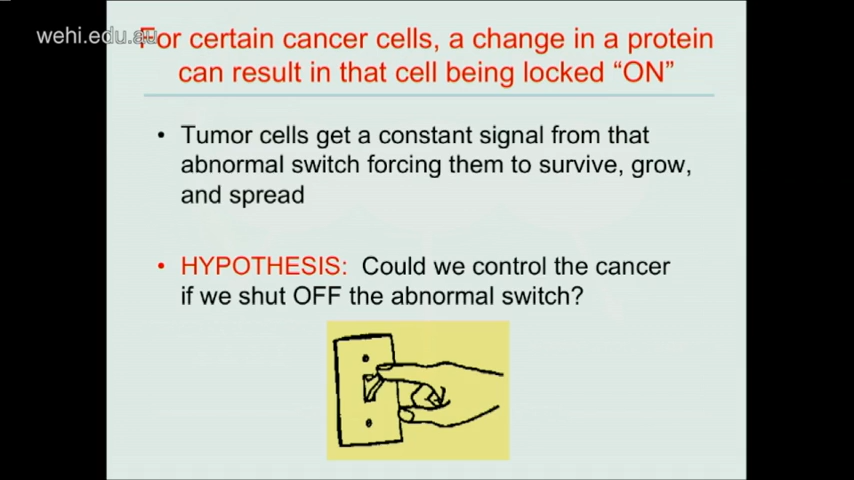 wehi.edu.au
For certain cancer cells, a change in a protein
can result in that cell being locked “ON”
• Tumor cells get a constant signal from that
abnormal switch forcing them to survive, grow,
and spread
• HYPOTHESIS: Could we control the cancer
if we shut OFF the abnormal switch?